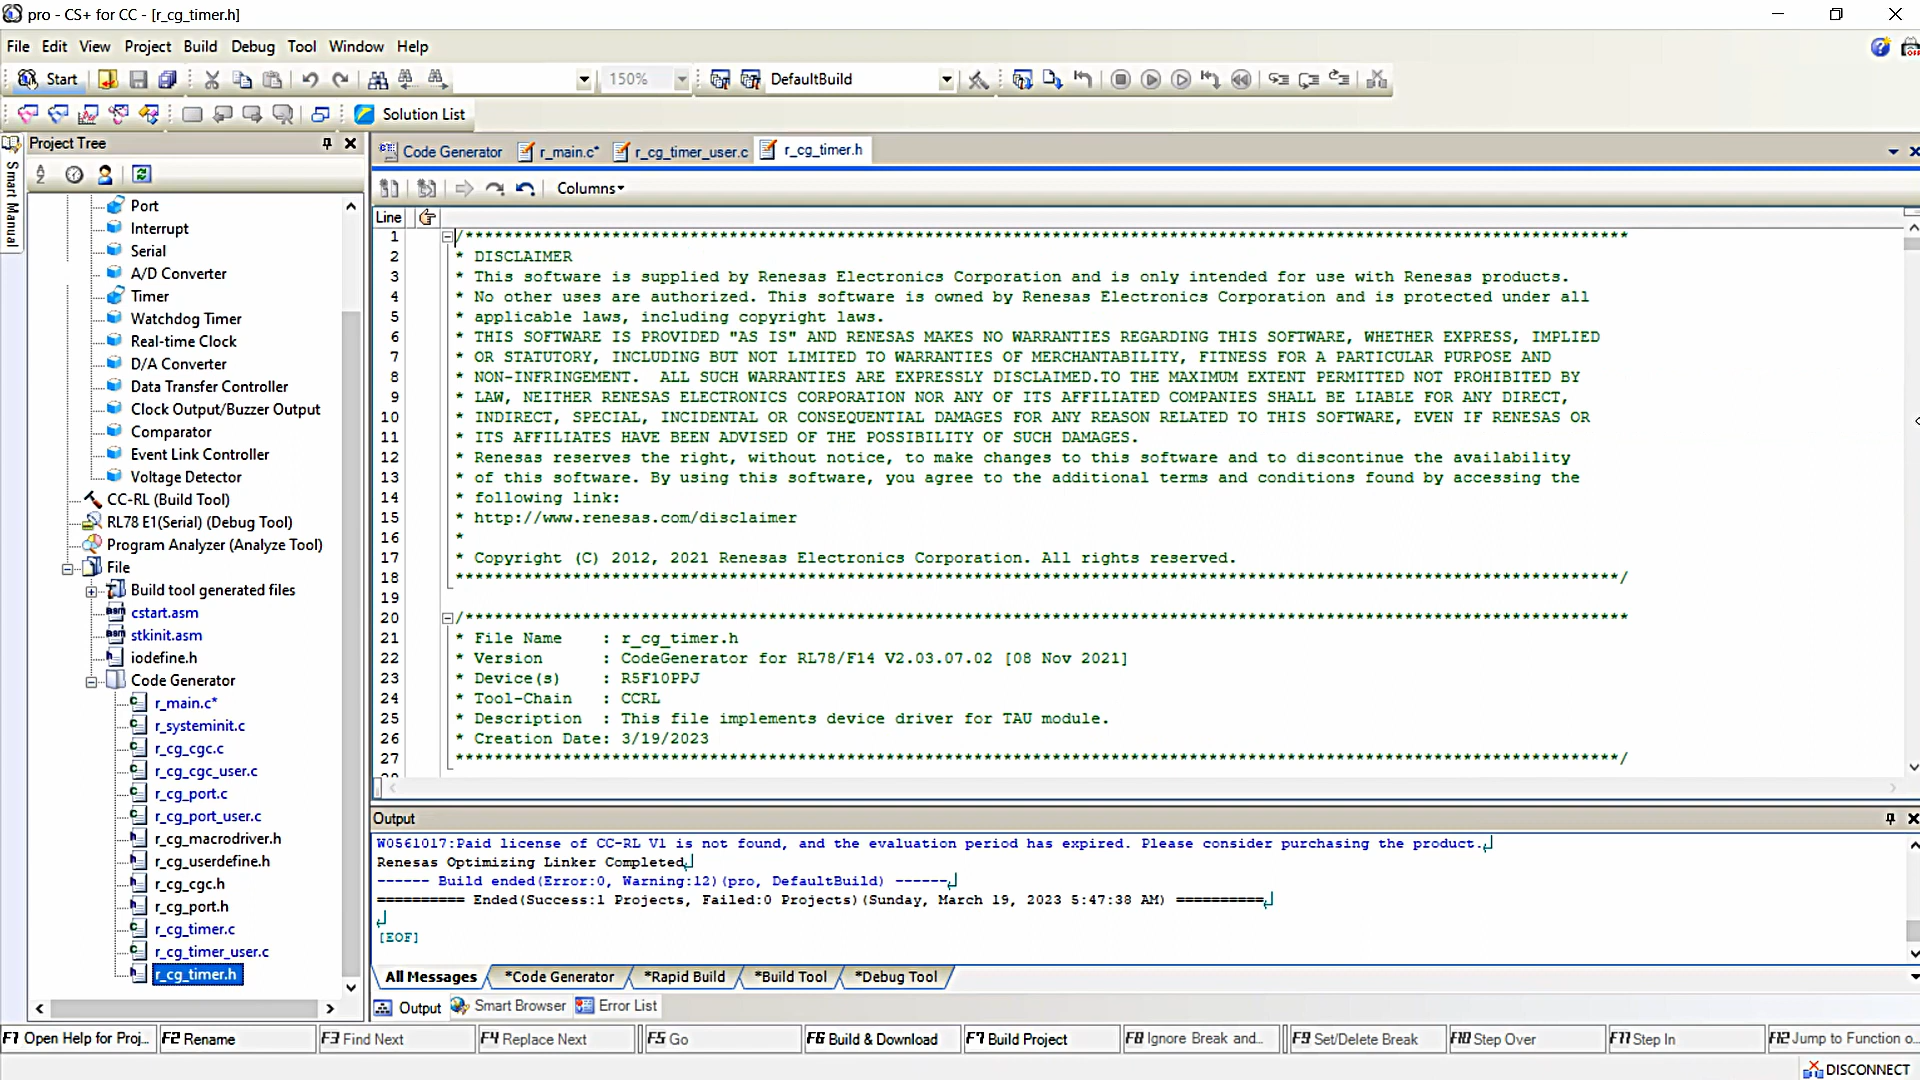 pro - CS+ for CC - [r_cg_timer.h]
File Edit View Project Build Debug Tool Window Help
Start 150% DefaultBuild
Solution List
Project Tree
Smart Manual
Code Generator r_main.c* r_cg_timer_user.c r_cg_timer.h
Columns
Line
Port
Interrupt
Serial
A/D Converter
Timer
Watchdog Timer
Real-time Clock
D/A Converter
Data Transfer Controller
Clock Output/Buzzer Output
Comparator
Event Link Controller
Voltage Detector
CC-RL (Build Tool)
RL78 E1(Serial) (Debug Tool)
Program Analyzer (Analyze Tool)
File
Build tool generated files
cstart.asm
stkinit.asm
iodefine.h
Code Generator
r_main.c*
r_systeminit.c
r_cg_cgc.c
r_cg_cgc_user.c
r_cg_port.c
r_cg_port_user.c
r_cg_macrodriver.h
r_cg_userdefine.h
r_cg_cgc.h
r_cg_port.h
r_cg_timer.c
r_cg_timer_user.c
r_cg_timer.h
1 /***********************************************************************************************************************
2 * DISCLAIMER
3 * This software is supplied by Renesas Electronics Corporation and is only intended for use with Renesas products.
4 * No other uses are authorized. This software is owned by Renesas Electronics Corporation and is protected under all
5 * applicable laws, including copyright laws.
6 * THIS SOFTWARE IS PROVIDED "AS IS" AND RENESAS MAKES NO WARRANTIES REGARDING THIS SOFTWARE, WHETHER EXPRESS, IMPLIED
7 * OR STATUTORY, INCLUDING BUT NOT LIMITED TO WARRANTIES OF MERCHANTABILITY, FITNESS FOR A PARTICULAR PURPOSE AND
8 * NON-INFRINGEMENT.  ALL SUCH WARRANTIES ARE EXPRESSLY DISCLAIMED.TO THE MAXIMUM EXTENT PERMITTED NOT PROHIBITED BY
9 * LAW, NEITHER RENESAS ELECTRONICS CORPORATION NOR ANY OF ITS AFFILIATED COMPANIES SHALL BE LIABLE FOR ANY DIRECT,
10 * INDIRECT, SPECIAL, INCIDENTAL OR CONSEQUENTIAL DAMAGES FOR ANY REASON RELATED TO THIS SOFTWARE, EVEN IF RENESAS OR
11 * ITS AFFILIATES HAVE BEEN ADVISED OF THE POSSIBILITY OF SUCH DAMAGES.
12 * Renesas reserves the right, without notice, to make changes to this software and to discontinue the availability
13 * of this software. By using this software, you agree to the additional terms and conditions found by accessing the
14 * following link:
15 * http://www.renesas.com/disclaimer
16 *
17 * Copyright (C) 2012, 2021 Renesas Electronics Corporation. All rights reserved.
18 ***********************************************************************************************************************/
19
20 /***********************************************************************************************************************
21 * File Name    : r_cg_timer.h
22 * Version      : CodeGenerator for RL78/F14 V2.03.07.02 [08 Nov 2021]
23 * Device(s)    : R5F10PPJ
24 * Tool-Chain   : CCRL
25 * Description  : This file implements device driver for TAU module.
26 * Creation Date: 3/19/2023
27 ***********************************************************************************************************************/
Output
W0561017:Paid license of CC-RL V1 is not found, and the evaluation period has expired. Please consider purchasing the product.
Renesas Optimizing Linker Completed
------ Build ended(Error:0, Warning:12)(pro, DefaultBuild) ------
========== Ended(Success:1 Projects, Failed:0 Projects)(Sunday, March 19, 2023 5:47:38 AM) ==========
[EOF]
All Messages *Code Generator *Rapid Build *Build Tool *Debug Tool
Output Smart Browser Error List
F1 Open Help for Proj... F2 Rename F3 Find Next F4 Replace Next F5 Go F6 Build & Download F7 Build Project F8 Ignore Break and... F9 Set/Delete Break F10 Step Over F11 Step In F12 Jump to Function o...
DISCONNECT